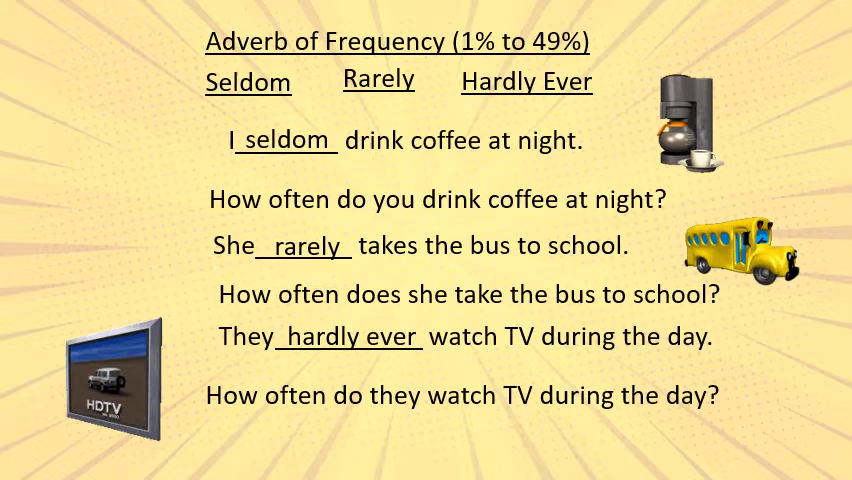 Adverb of Frequency (1% to 49%)
Seldom Rarely Hardly Ever
I seldom drink coffee at night.
How often do you drink coffee at night?
She rarely takes the bus to school.
How often does she take the bus to school?
They hardly ever watch TV during the day.
HDTV
How often do they watch TV during the day?